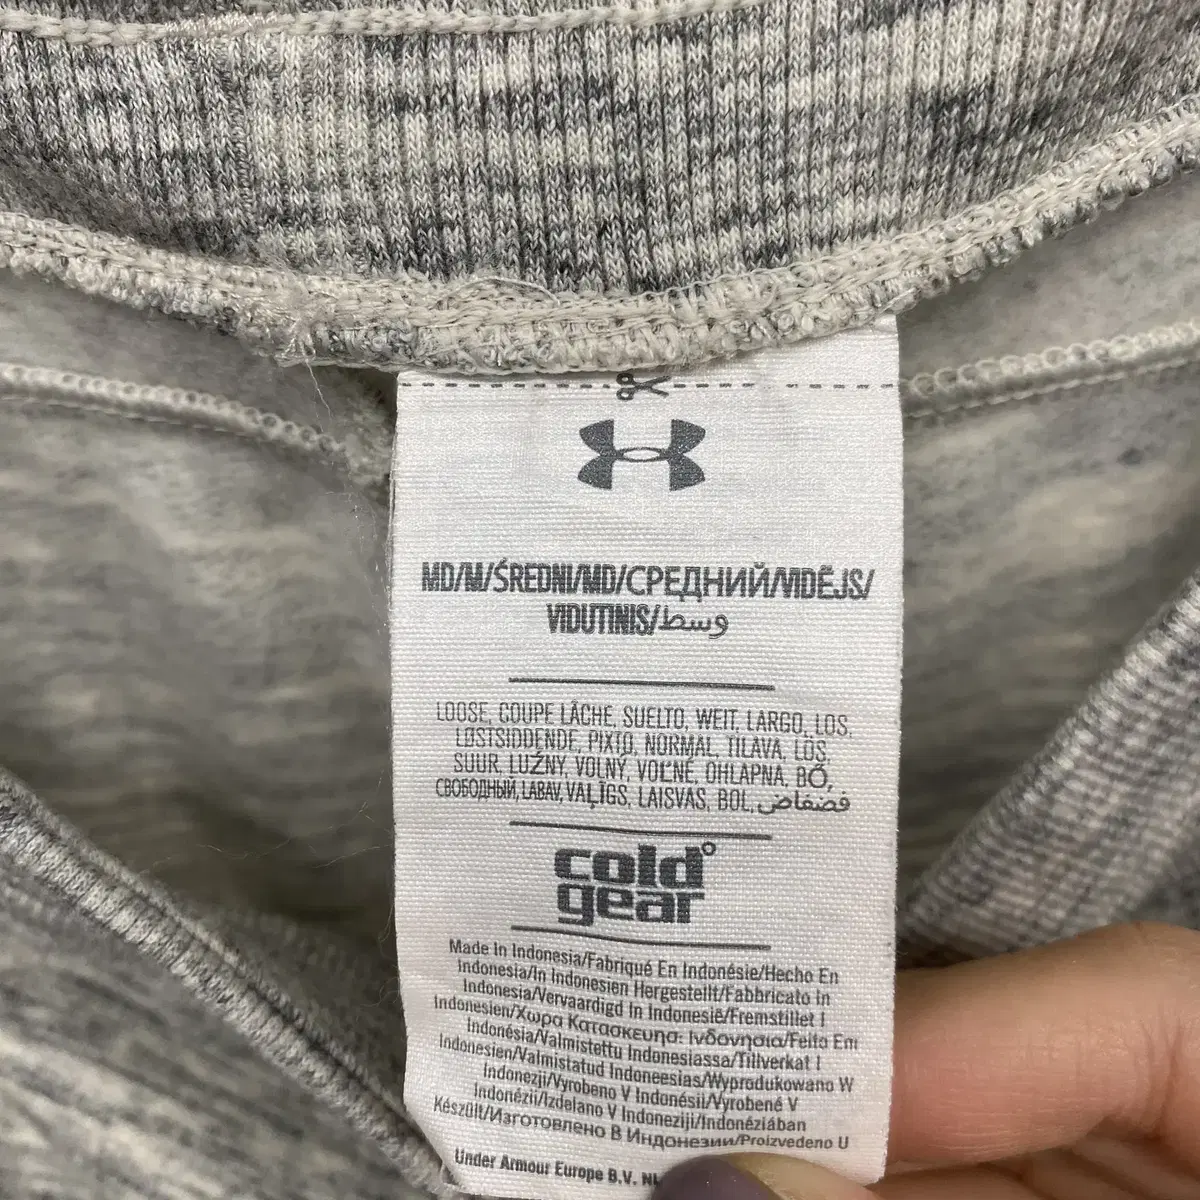 MD/M/ŚREDNI/MD/СРЕДНИЙ/VIDĒJS/
VIDUTINIS/وسط
LOOSE, COUPE LÂCHE, SUELTO, WEIT, LARGO, LOS,
LØSTSIDDENDE, ΡΙΧΤΟ, NORMAL, TILAVA, LÖS,
SUUR, LUŹNY, VOLNÝ, VOĽNÉ, OHLAPNA, BŐ,
СВОБОДНЫЙ, LABAV, VAĻĪGS, LAISVAS, BOL, فضفاض
cold°
gear
Made In Indonesia/Fabriqué En Indonésie/Hecho En
Indonesia/In Indonesien Hergestellt/Fabbricato In
Indonesia/Vervaardigd In Indonesië/Fremstillet I
Indonesien/Χωρα Κατασκευησ: Ινδονησια/Feito Em
Indonésia/Valmistettu Indonesiassa/Tillverkat I
Indonesien/Valmistatud Indoneesias/Wyprodukowano W
Indonezji/Vyrobeno V Indonésii/Vyrobené V
Indonézii/Izdelano V Indoneziji/Indonéziában
Készült/Изготовлено В Индонезии/Proizvedeno U
Under Armour Europe B.V. NL